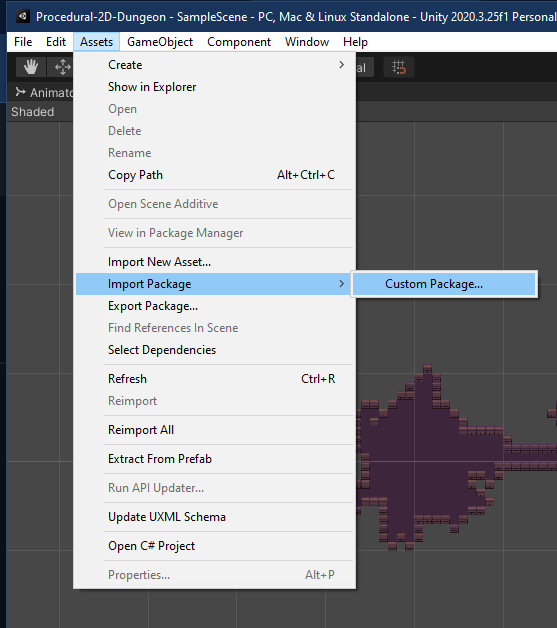 Procedural-2D-Dungeon - SampleScene - PC, Mac & Linux Standalone - Unity 2020.3.25f1 Personal
File Edit Assets GameObject Component Window Help
al
Animato
Shaded
Create
Show in Explorer
Open
Delete
Rename
Copy Path Alt+Ctrl+C
Open Scene Additive
View in Package Manager
Import New Asset...
Import Package Custom Package...
Export Package...
Find References In Scene
Select Dependencies
Refresh Ctrl+R
Reimport
Reimport All
Extract From Prefab
Run API Updater...
Update UXML Schema
Open C# Project
Properties... Alt+P